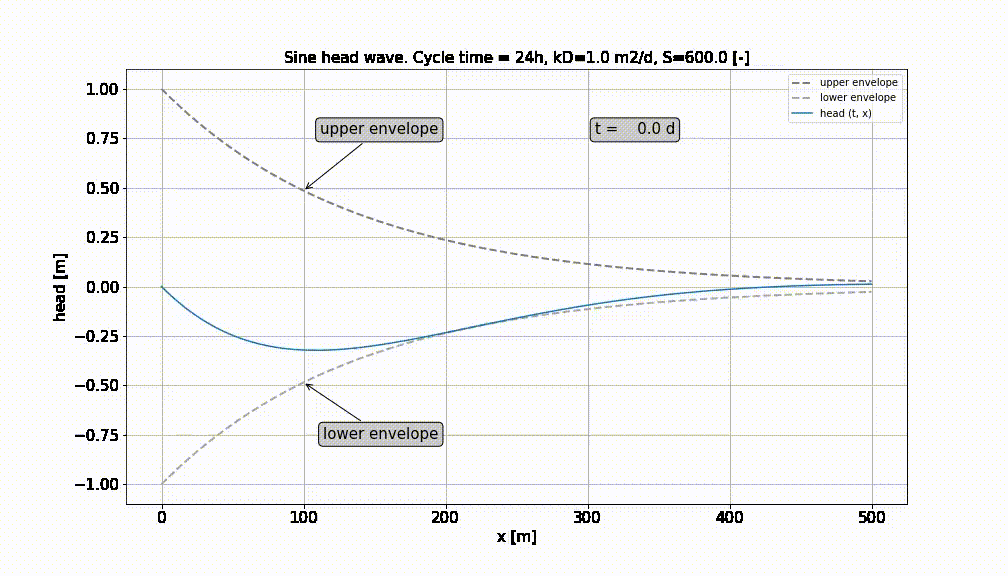 Sine head wave. Cycle time = 24h, kD=1.0 m2/d, S=600.0 [-]
upper envelope
lower envelope
head (t, x)
upper envelope
t = 0.0 d
lower envelope
1.00
0.75
0.50
0.25
0.00
−0.25
−0.50
−0.75
−1.00
head [m]
0 100 200 300 400 500
x [m]